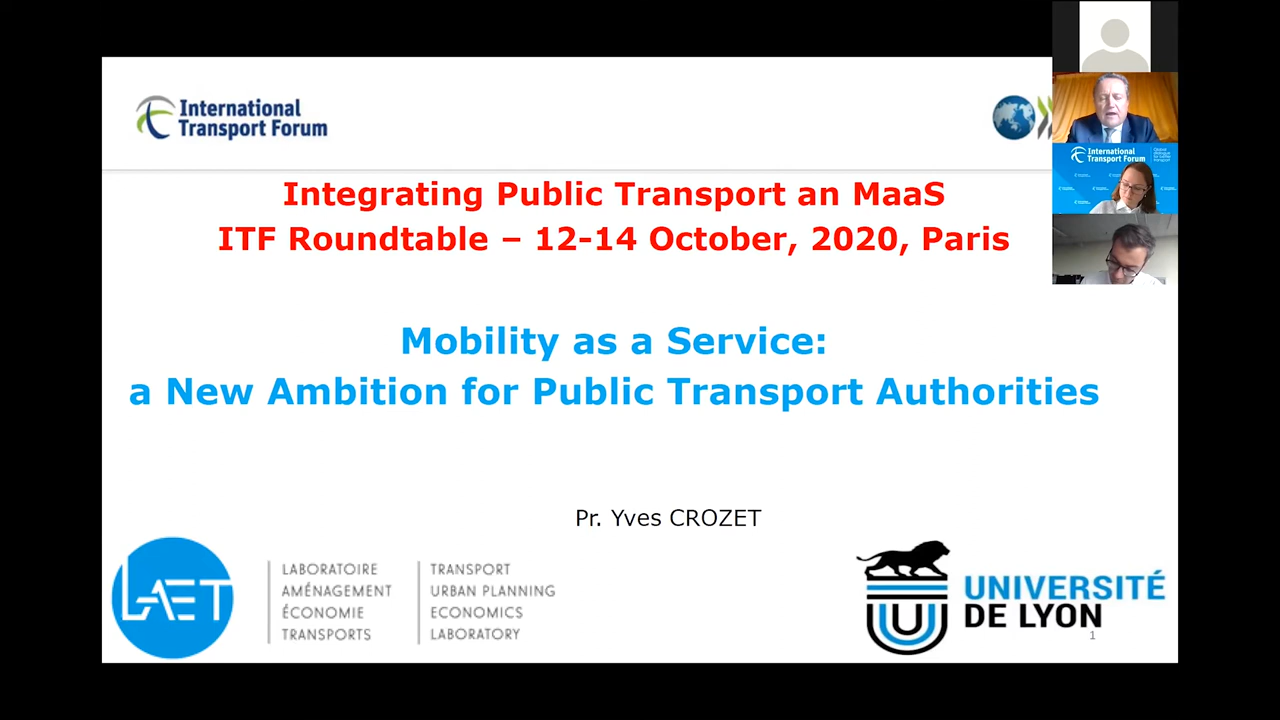 International
Transport Forum
International
Transport Forum
Integrating Public Transport an MaaS
ITF Roundtable – 12-14 October, 2020, Paris
Mobility as a Service:
a New Ambition for Public Transport Authorities
Pr. Yves CROZET
LAET
LABORATOIRE
AMÉNAGEMENT
ÉCONOMIE
TRANSPORTS
TRANSPORT
URBAN PLANNING
ECONOMICS
LABORATORY
UNIVERSITÉ
DE LYON
1